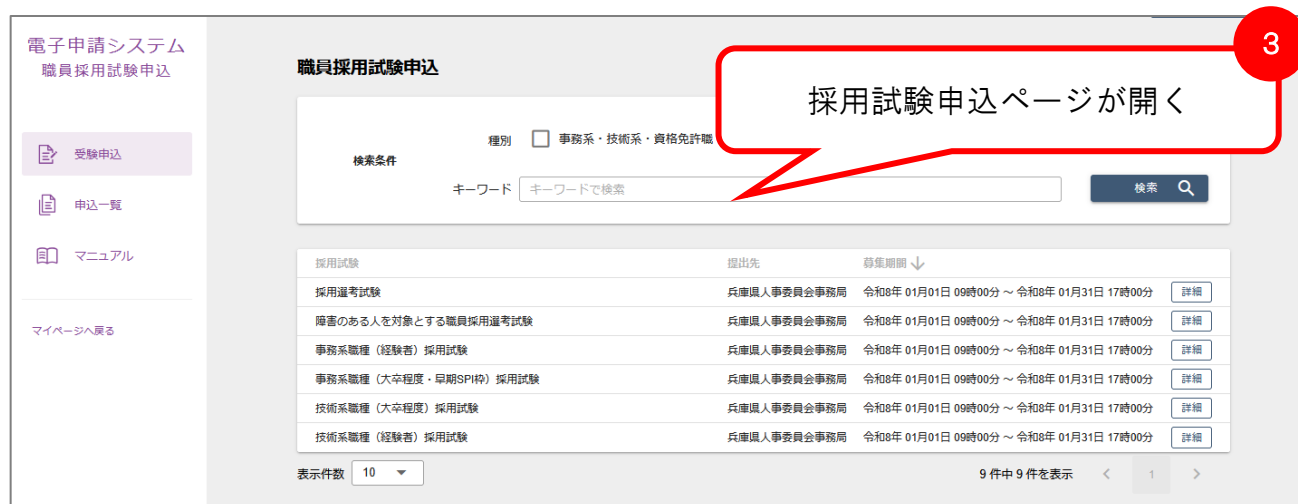 電子申請システム
職員採用試験申込
受験申込
申込一覧
マニュアル
マイページへ戻る
職員採用試験申込
3
採用試験申込ページが開く
検索条件
種別 事務系・技術系・資格免許職
キーワード キーワードで検索
検索
採用試験 提出先 募集期間
採用選考試験 兵庫県人事委員会事務局 令和8年 01月01日 09時00分 ～ 令和8年 01月31日 17時00分 詳細
障害のある人を対象とする職員採用選考試験 兵庫県人事委員会事務局 令和8年 01月01日 09時00分 ～ 令和8年 01月31日 17時00分 詳細
事務系職種（経験者）採用試験 兵庫県人事委員会事務局 令和8年 01月01日 09時00分 ～ 令和8年 01月31日 17時00分 詳細
事務系職種（大卒程度・早期SPI枠）採用試験 兵庫県人事委員会事務局 令和8年 01月01日 09時00分 ～ 令和8年 01月31日 17時00分 詳細
技術系職種（大卒程度）採用試験 兵庫県人事委員会事務局 令和8年 01月01日 09時00分 ～ 令和8年 01月31日 17時00分 詳細
技術系職種（経験者）採用試験 兵庫県人事委員会事務局 令和8年 01月01日 09時00分 ～ 令和8年 01月31日 17時00分 詳細
表示件数 10 9 件中 9 件を表示 < 1 >